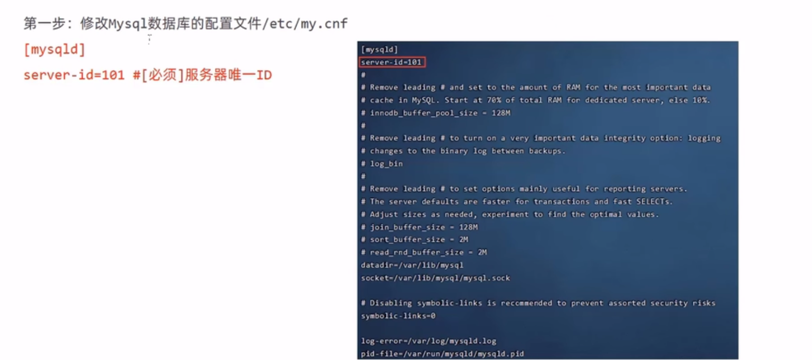 第一步：修改Mysql数据库的配置文件/etc/my.cnf
[mysqld]
server-id=101 #[必须]服务器唯一ID
[mysqld]
server-id=101
#
# Remove leading # and set to the amount of RAM for the most important data
# cache in MySQL. Start at 70% of total RAM for dedicated server, else 10%.
# innodb_buffer_pool_size = 128M
#
# Remove leading # to turn on a very important data integrity option: logging
# changes to the binary log between backups.
# log_bin
#
# Remove leading # to set options mainly useful for reporting servers.
# The server defaults are faster for transactions and fast SELECTs.
# Adjust sizes as needed, experiment to find the optimal values.
# join_buffer_size = 128M
# sort_buffer_size = 2M
# read_rnd_buffer_size = 2M
datadir=/var/lib/mysql
socket=/var/lib/mysql/mysql.sock
# Disabling symbolic-links is recommended to prevent assorted security risks
symbolic-links=0
log-error=/var/log/mysqld.log
pid-file=/var/run/mysqld/mysqld.pid